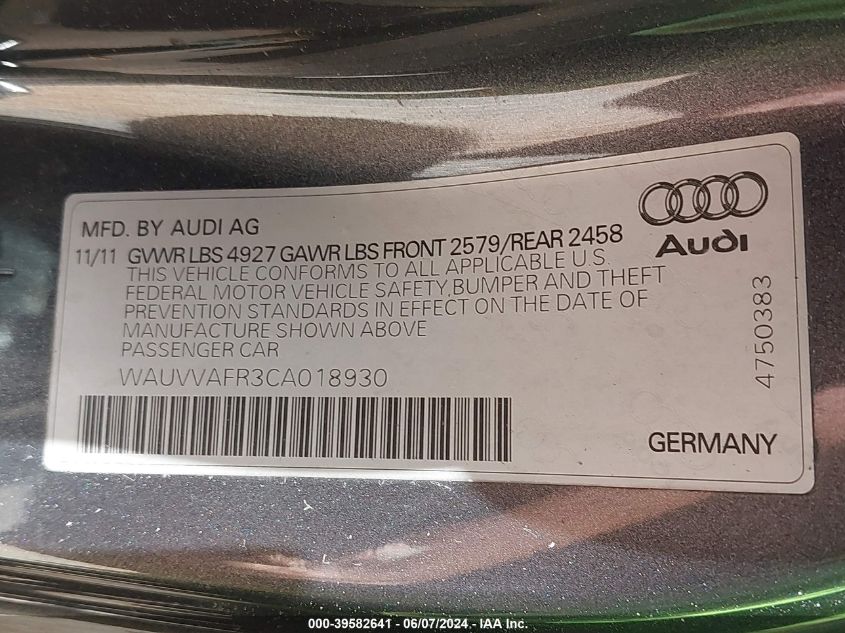 MFD. BY AUDI AG
11/11 GVWR LBS 4927 GAWR LBS FRONT 2579/REAR 2458
THIS VEHICLE CONFORMS TO ALL APPLICABLE U.S.
FEDERAL MOTOR VEHICLE SAFETY, BUMPER AND THEFT
PREVENTION STANDARDS IN EFFECT ON THE DATE OF
MANUFACTURE SHOWN ABOVE
PASSENGER CAR
WAUVVAFR3CA018930
Audi
4750383
GERMANY
000-39582641 - 06/07/2024 - IAA Inc.